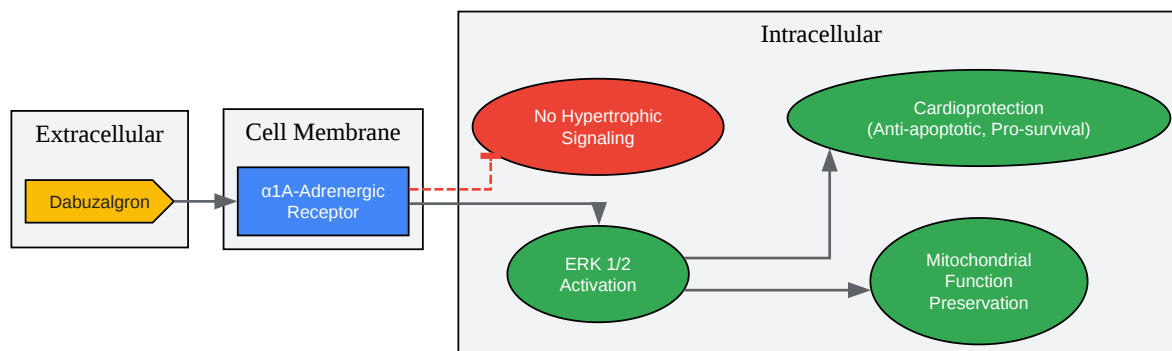 Extracellular
Dabuzalgron
Cell Membrane
α1A-Adrenergic
Receptor
Intracellular
No Hypertrophic
Signaling
Cardioprotection
(Anti-apoptotic, Pro-survival)
ERK 1/2
Activation
Mitochondrial
Function
Preservation